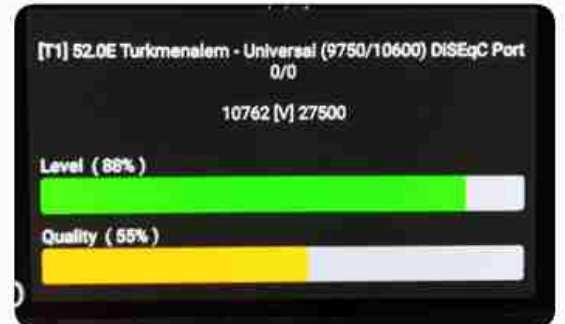 [T1] 52.0E Turkmenalem - Universal (9750/10600) DiSEqC Port
0/0
10762 [V] 27500
Level ( 88% )
Quality ( 55% )